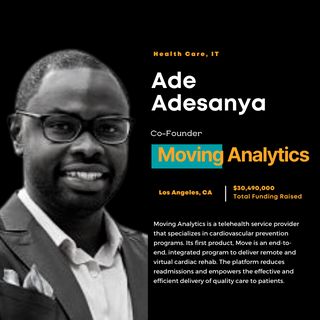 Health Care, IT
Ade
Adesanya
Co-Founder
Moving Analytics
Los Angeles, CA
$30,490,000
Total Funding Raised
Moving Analytics is a telehealth service provider
that specializes in cardiovascular prevention
programs. Its first product, Move is an end-to-
end, integrated program to deliver remote and
virtual cardiac rehab. The platform reduces
readmissions and empowers the effective and
efficient delivery of quality care to patients.